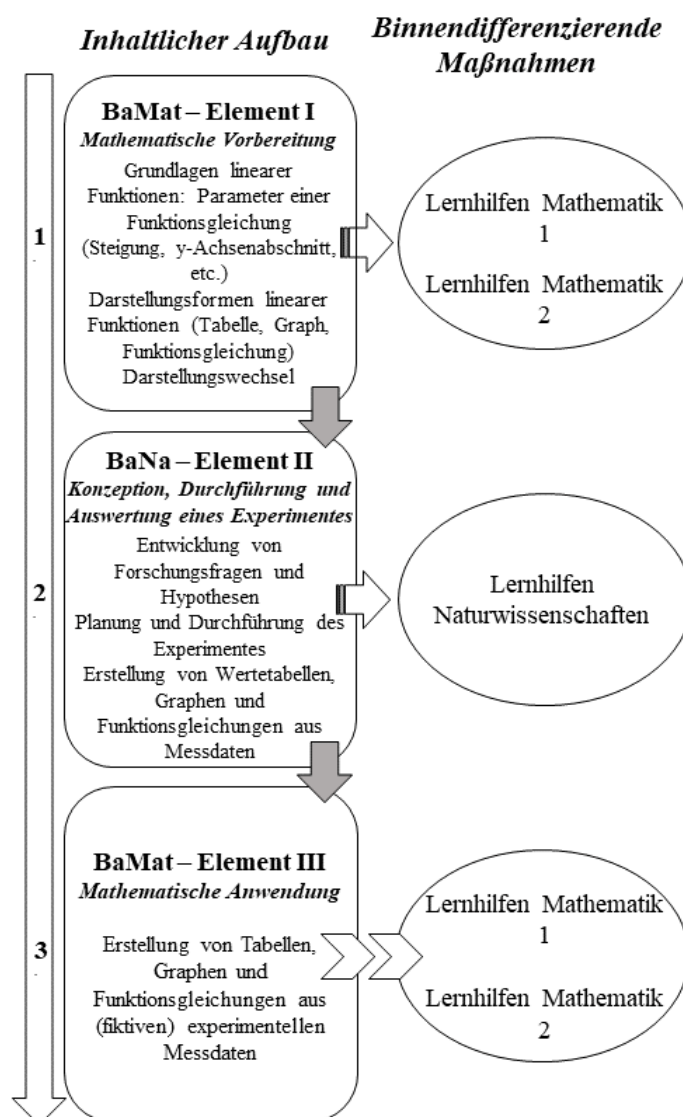 Inhaltlicher Aufbau
Binnendifferenzierende
Maßnahmen
1
BaMat – Element I
Mathematische Vorbereitung
Grundlagen linearer
Funktionen: Parameter einer
Funktionsgleichung
(Steigung, y-Achsenabschnitt,
etc.)
Darstellungsformen linearer
Funktionen (Tabelle, Graph,
Funktionsgleichung)
Darstellungswechsel
Lernhilfen Mathematik
1
Lernhilfen Mathematik
2
2
BaNa – Element II
Konzeption, Durchführung und
Auswertung eines Experimentes
Entwicklung von
Forschungsfragen und
Hypothesen
Planung und Durchführung des
Experimentes
Erstellung von Wertetabellen,
Graphen und
Funktionsgleichungen aus
Messdaten
Lernhilfen
Naturwissenschaften
3
BaMat – Element III
Mathematische Anwendung
Erstellung von Tabellen,
Graphen und
Funktionsgleichungen aus
(fiktiven) experimentellen
Messdaten
Lernhilfen Mathematik
1
Lernhilfen Mathematik
2